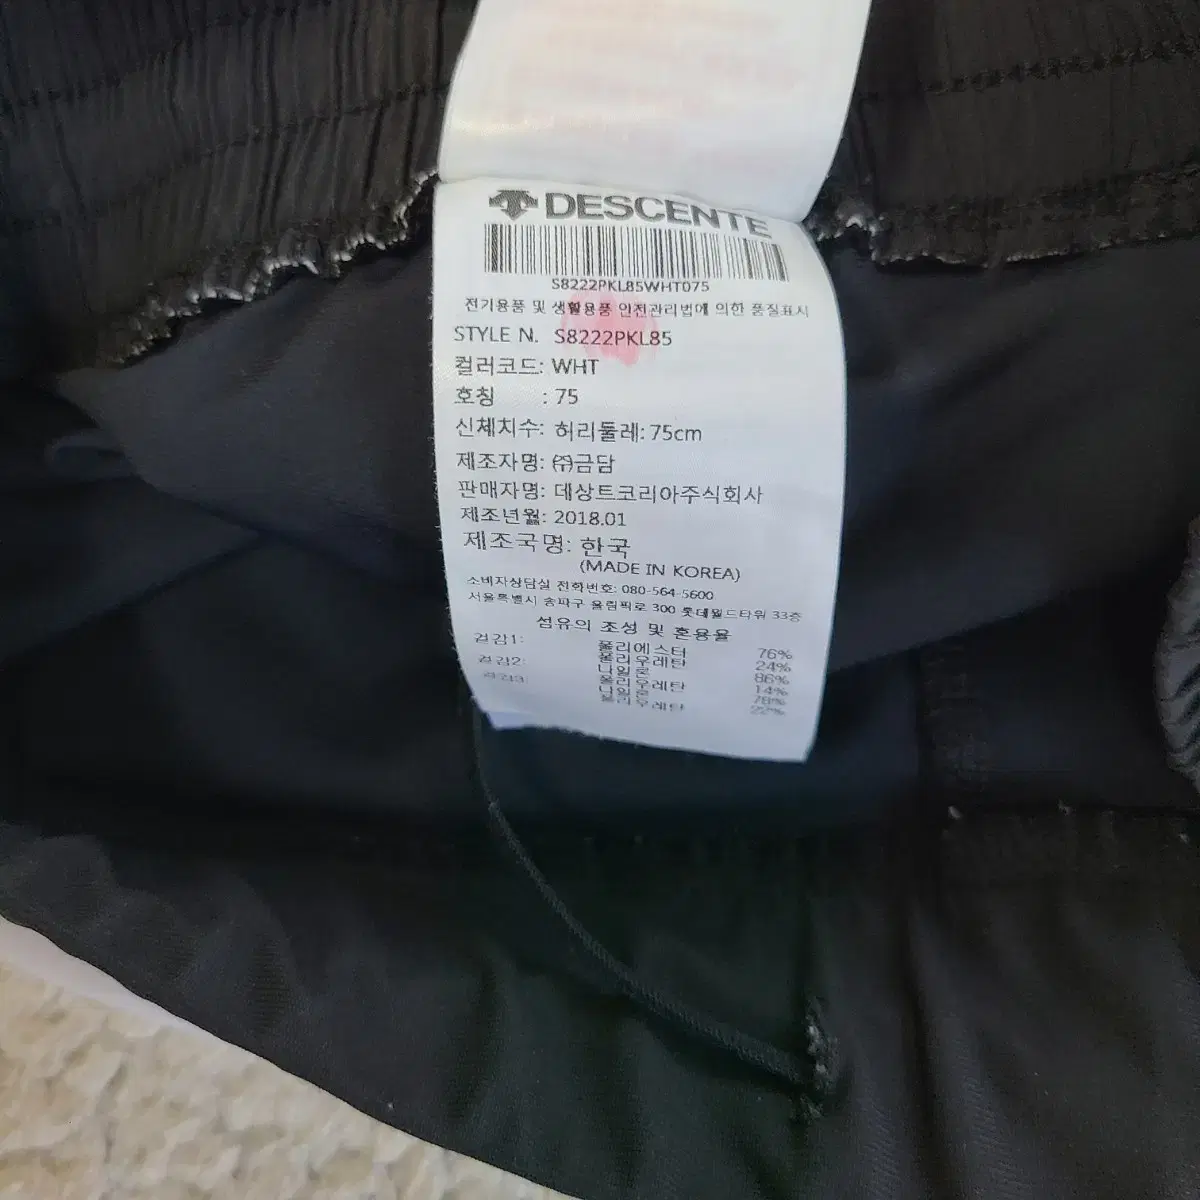 DESCENTE
S8222PKL85WHT075
전기용품 및 생활용품 안전관리법에 의한 품질표시
STYLE N. S8222PKL85
컬러코드: WHT
호칭 : 75
신체치수: 허리둘레: 75cm
제조자명: ㈜금담
판매자명: 데상트코리아주식회사
제조년월: 2018.01
제조국명: 한국
(MADE IN KOREA)
소비자상담실 전화번호: 080-564-5600
서울특별시 송파구 올림픽로 300 롯데월드타워 33층
섬유의 조성 및 혼용율
겉감1: 폴리에스터 76%
폴리우레탄 24%
겉감2: 나일론 86%
폴리우레탄 14%
겉감3: 나일론 78%
폴리우레탄 22%